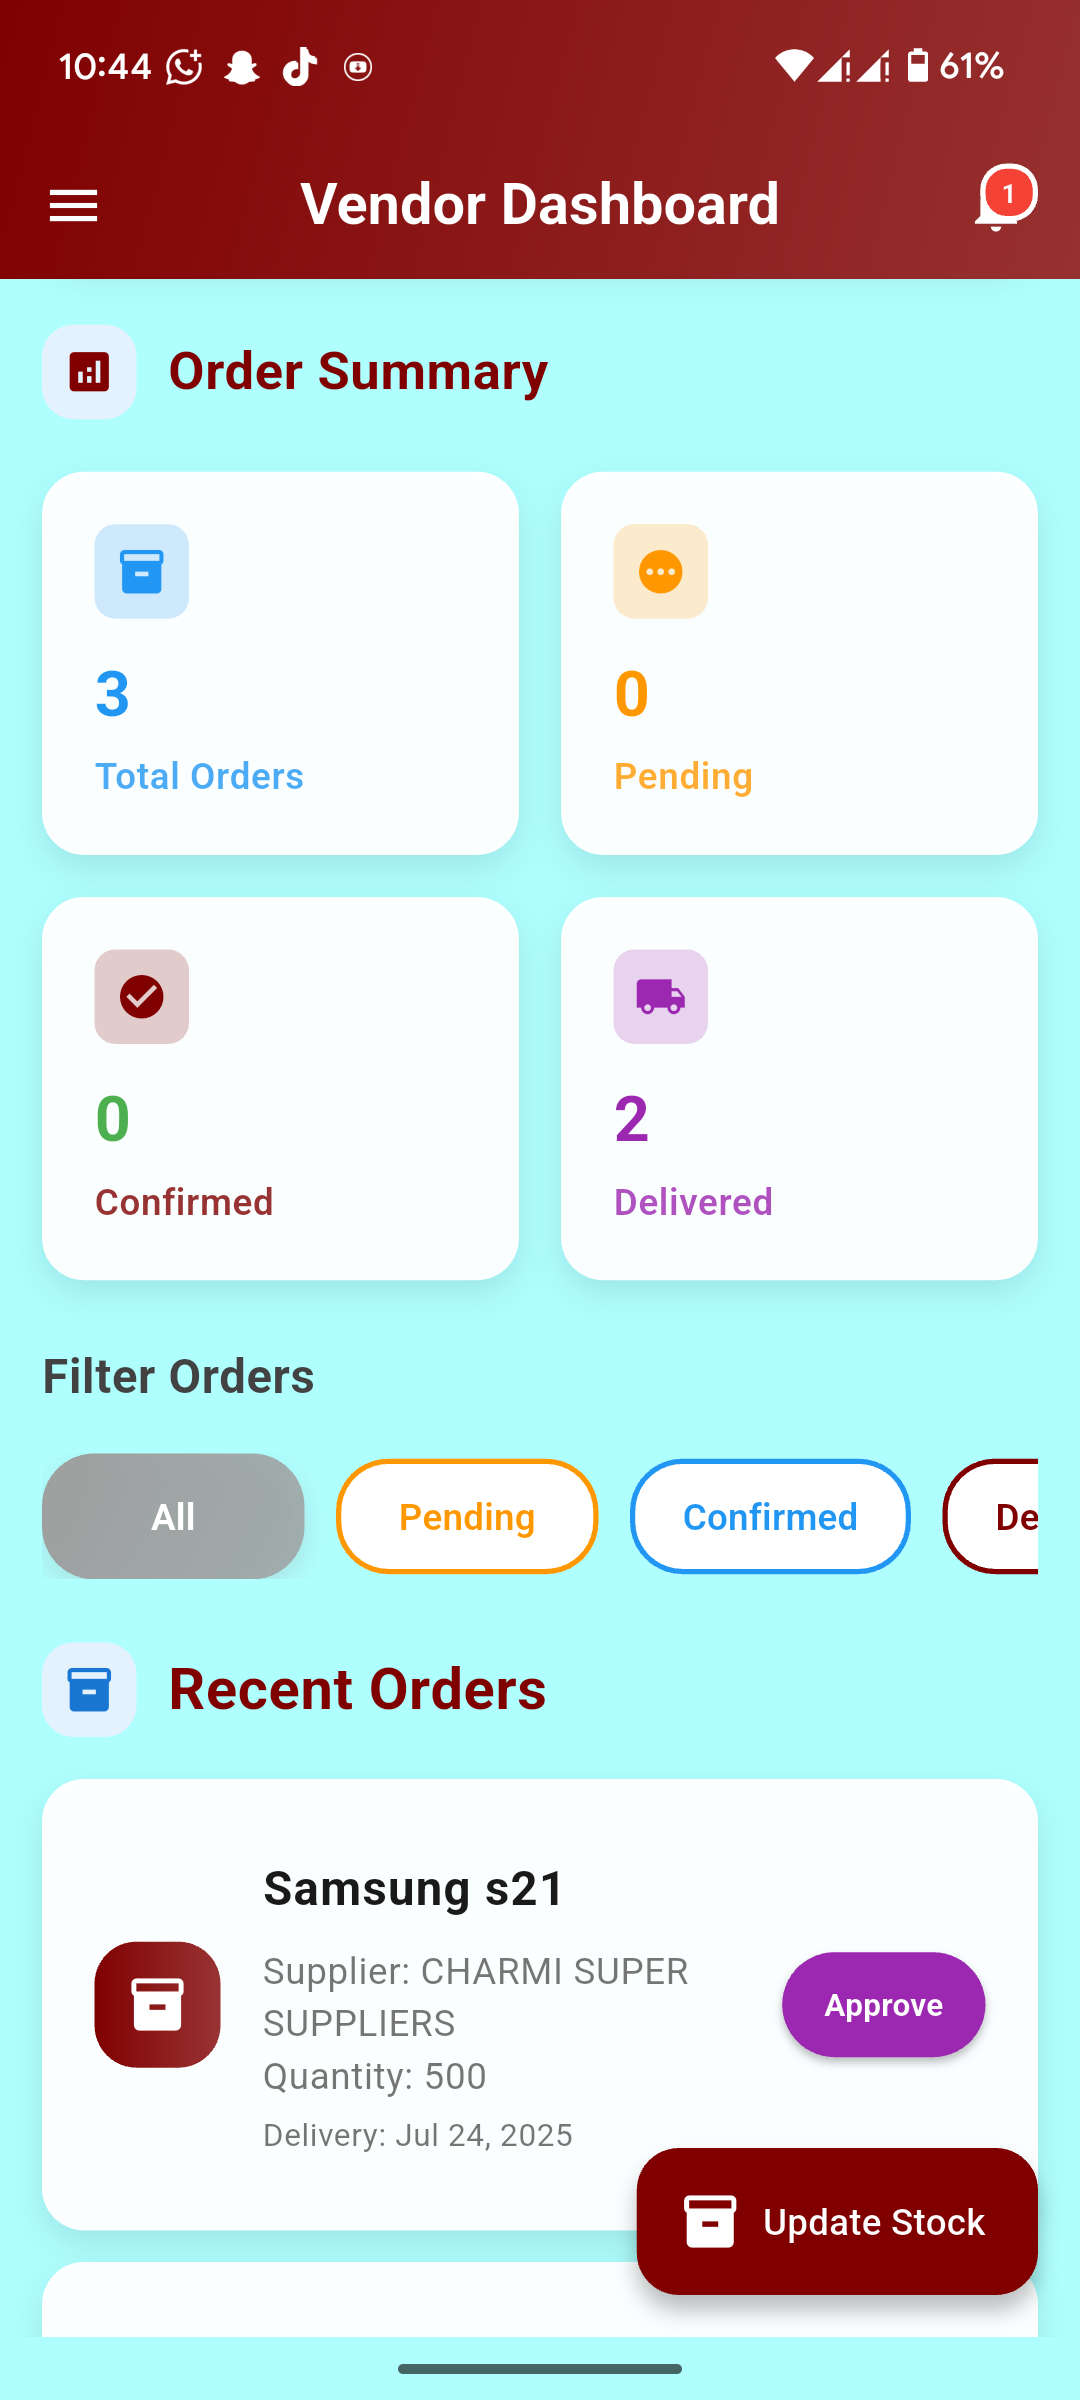 10:44
61%
Vendor Dashboard
1
Order Summary
3
Total Orders
0
Pending
0
Confirmed
2
Delivered
Filter Orders
All
Pending
Confirmed
De
Recent Orders
Samsung s21
Supplier: CHARMI SUPER
SUPPLIERS
Quantity: 500
Delivery: Jul 24, 2025
Approve
Update Stock